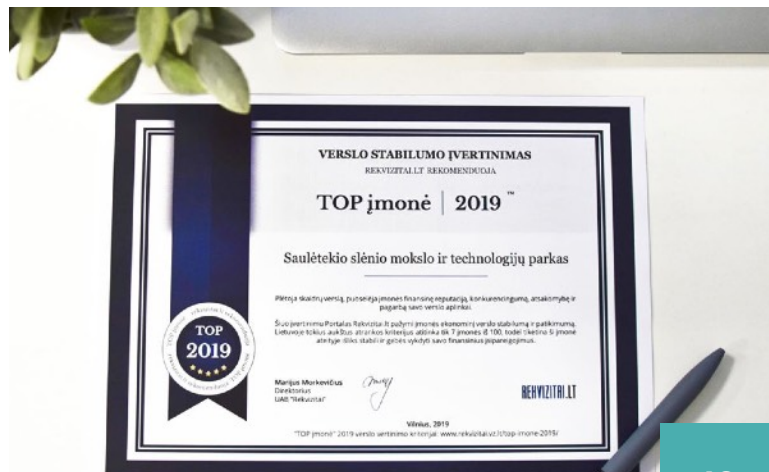 VERSLO STABILUMO ĮVERTINIMAS
REKVIZITAI.LT REKOMENDUOJA
TOP įmonė | 2019 ™
Saulėtekio slėnio mokslo ir technologijų parkas
Plėtoja skaidrų verslą, puoselėja įmonės finansinę reputaciją, konkurencingumą, atsakomybę ir
pagarbą savo verslo aplinkai.
Šiuo įvertinimu Portalas Rekvizitai.lt pažymi įmonės ekonominį verslo stabilumą ir patikimumą.
Lietuvoje tokius aukštus atrankos kriterijus atitinka tik 7 įmonės iš 100, todėl tikėtina ši įmonė
ateityje išliks stabili ir gebės vykdyti savo finansinius įsipareigojimus.
TOP
2019
Marijus Morkevičius
Direktorius
UAB "Rekvizitai"
REKVIZITAI.LT
Vilnius, 2019
"TOP įmonė" 2019 verslo vertinimo kriterijai: www.rekvizitai.vz.lt/top-imone-2019/